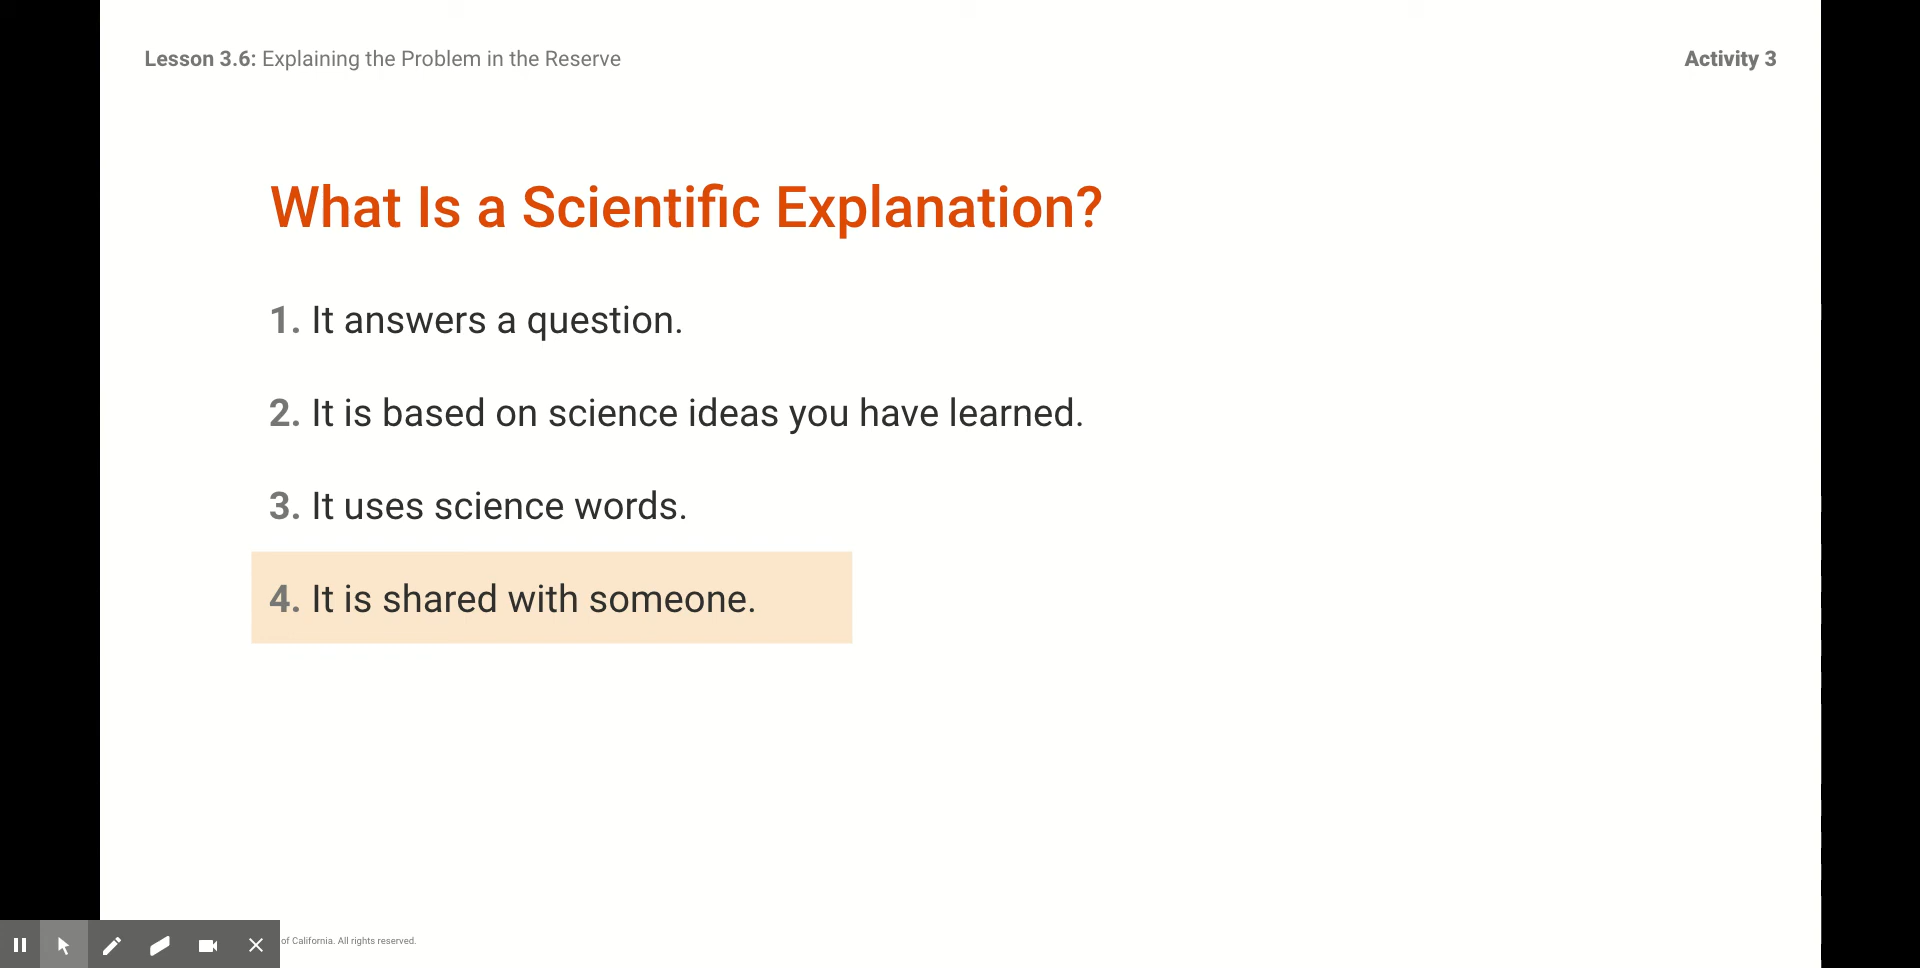 Lesson 3.6: Explaining the Problem in the Reserve
Activity 3
What Is a Scientific Explanation?
1. It answers a question.
2. It is based on science ideas you have learned.
3. It uses science words.
4. It is shared with someone.
of California. All rights reserved.